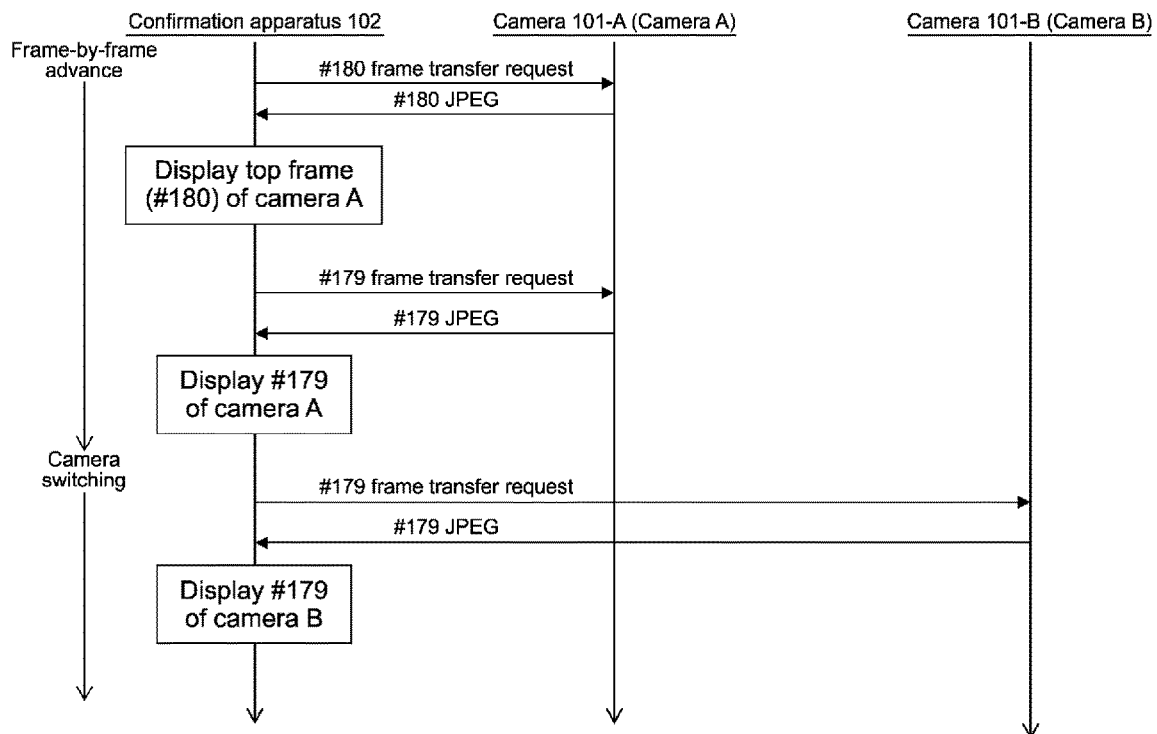 Confirmation apparatus 102
Camera 101-A (Camera A)
Camera 101-B (Camera B)
Frame-by-frame
advance
#180 frame transfer request
#180 JPEG
Display top frame
(#180) of camera A
#179 frame transfer request
#179 JPEG
Display #179
of camera A
Camera
switching
#179 frame transfer request
#179 JPEG
Display #179
of camera B